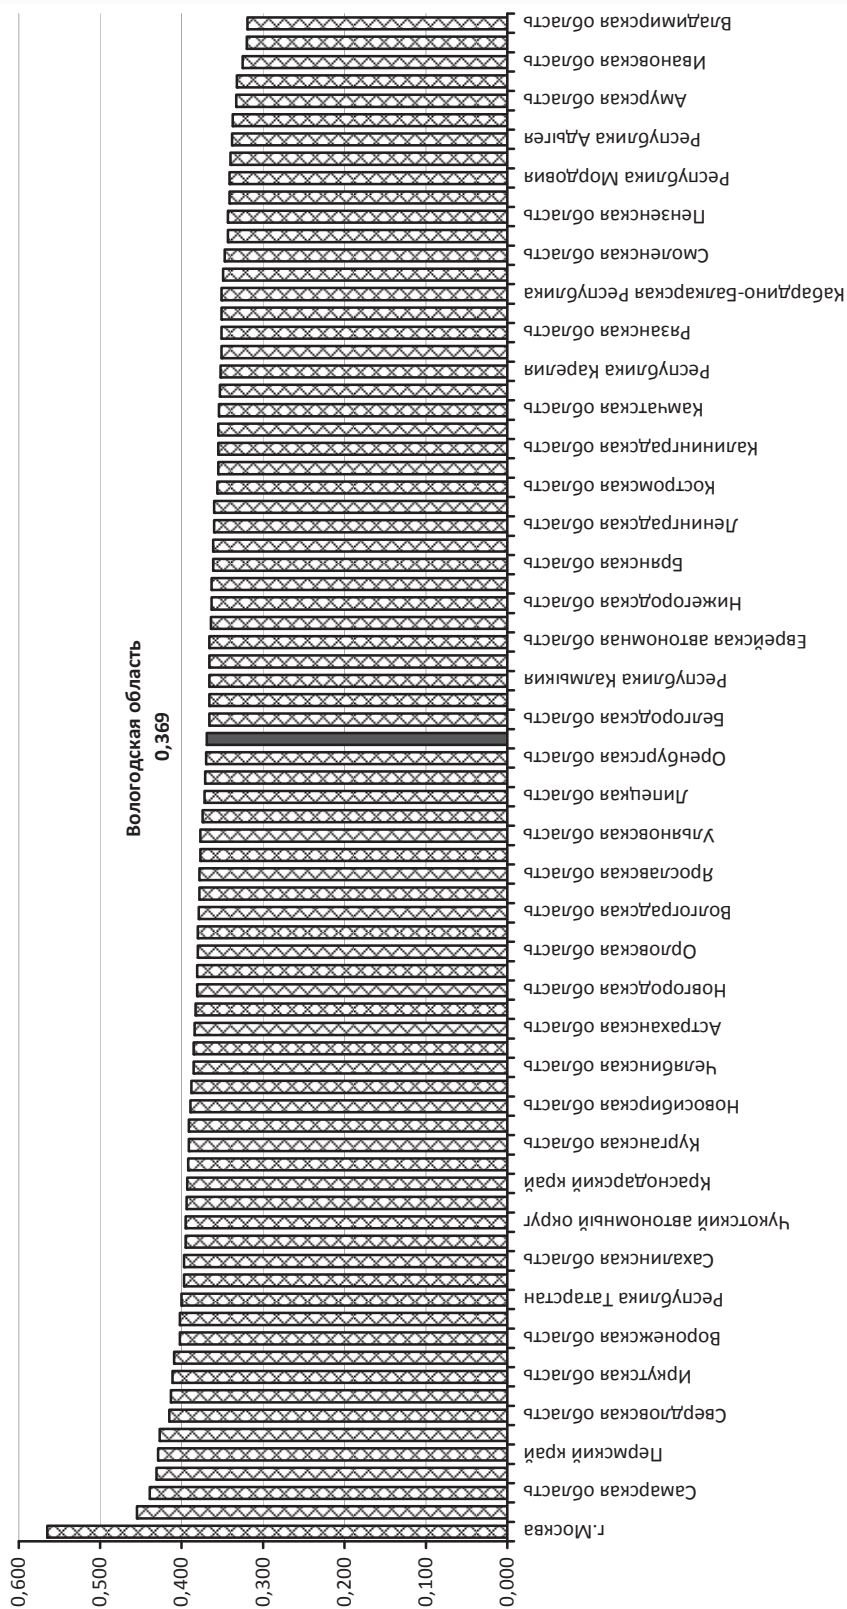 Владимирская область
Ивановская область
Амурская область
Республика Адыгея
Республика Мордовия
Пензенская область
Смоленская область
Кабардино-Балкарская Республика
Рязанская область
Республика Карелия
Камчатская область
Калининградская область
Костромская область
Ленинградская область
Брянская область
Нижегородская область
Еврейская автономная область
Республика Калмыкия
Белгородская область
Оренбургская область
Липецкая область
Ульяновская область
Ярославская область
Волгоградская область
Орловская область
Новгородская область
Астраханская область
Челябинская область
Новосибирская область
Курганская область
Краснодарский край
Чукотский автономный округ
Сахалинская область
Республика Татарстан
Воронежская область
Иркутская область
Свердловская область
Пермский край
Самарская область
г.Москва
Вологодская область
0,369
0,600
0,500
0,400
0,300
0,200
0,100
0,000